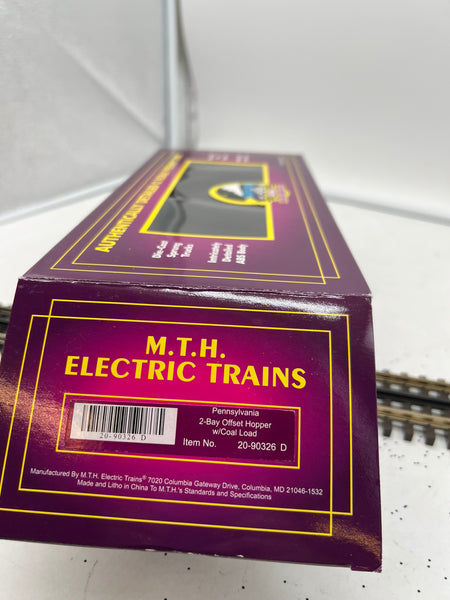 AUTHENTICALLY DETAILED
Die-Cast
Sprung
Trucks
Intricately
Detailed
ABS Body
M.T.H.
ELECTRIC TRAINS
Pennsylvania
2-Bay Offset Hopper
w/Coal Load
20-90326 D
Item No. 20-90326 D
Manufactured By M.T.H. Electric Trains® 7020 Columbia Gateway Drive, Columbia, MD 21046-1532
Made and Litho in China To M.T.H.'s Standards and Specifications